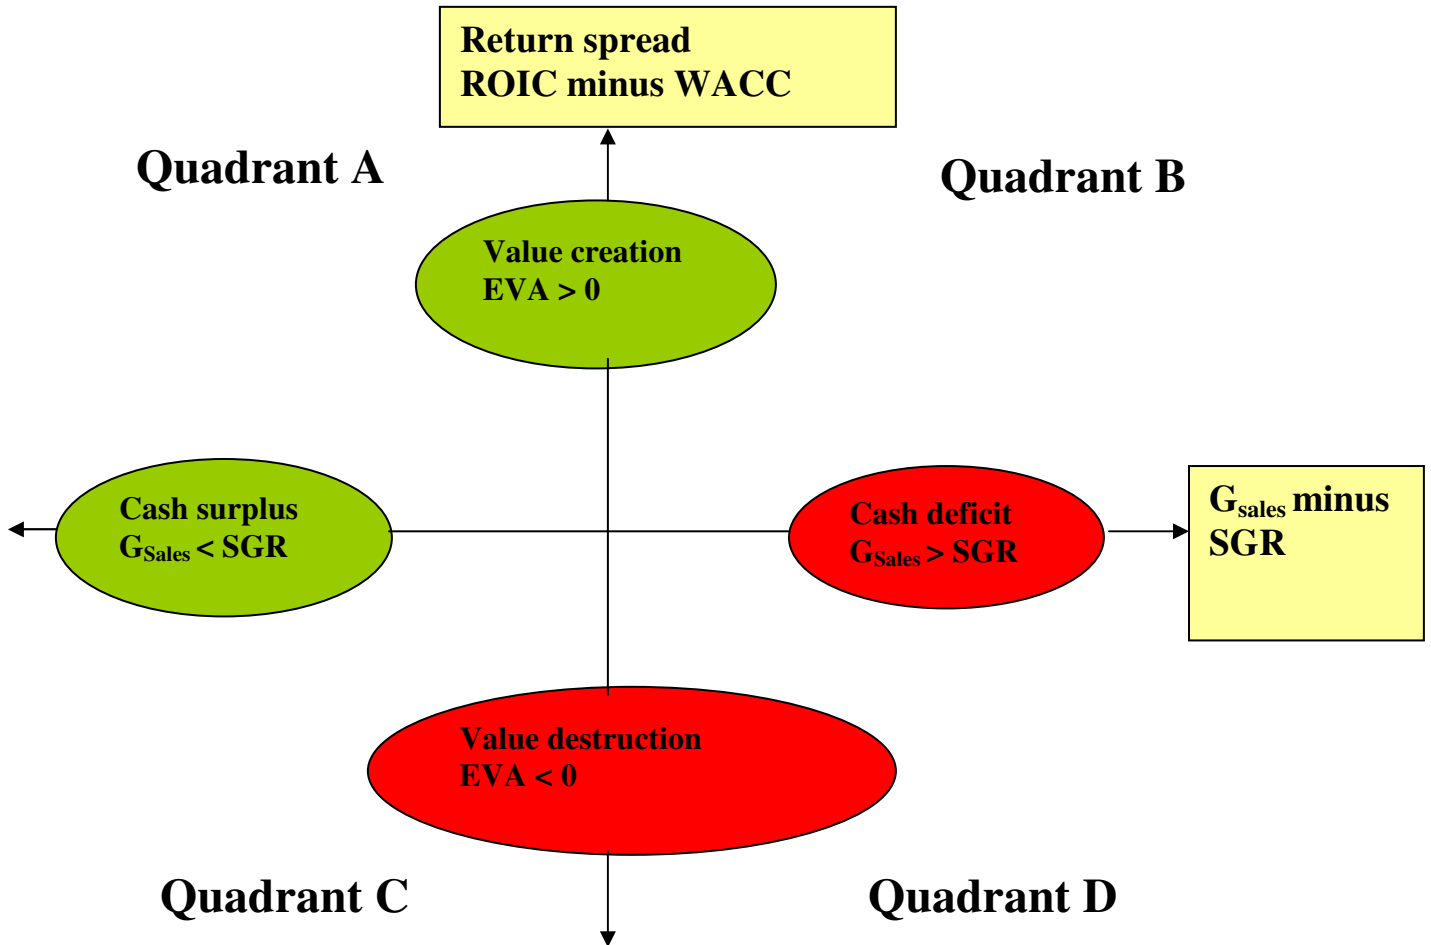 Return spread
ROIC minus WACC
Quadrant A
Quadrant B
Value creation
EVA > 0
Cash surplus
GSales < SGR
Cash deficit
GSales > SGR
Gsales minus
SGR
Value destruction
EVA < 0
Quadrant C
Quadrant D